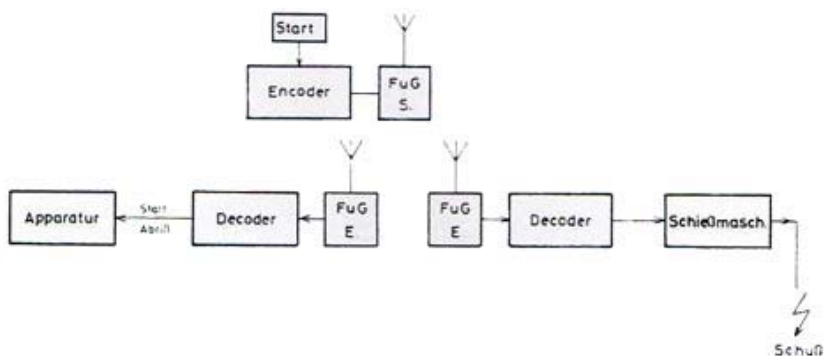 Start
Encoder
FuG
S.
Apparatur
Start
Abriß
Decoder
FuG
E.
FuG
E
Decoder
Schießmasch.
Schuß